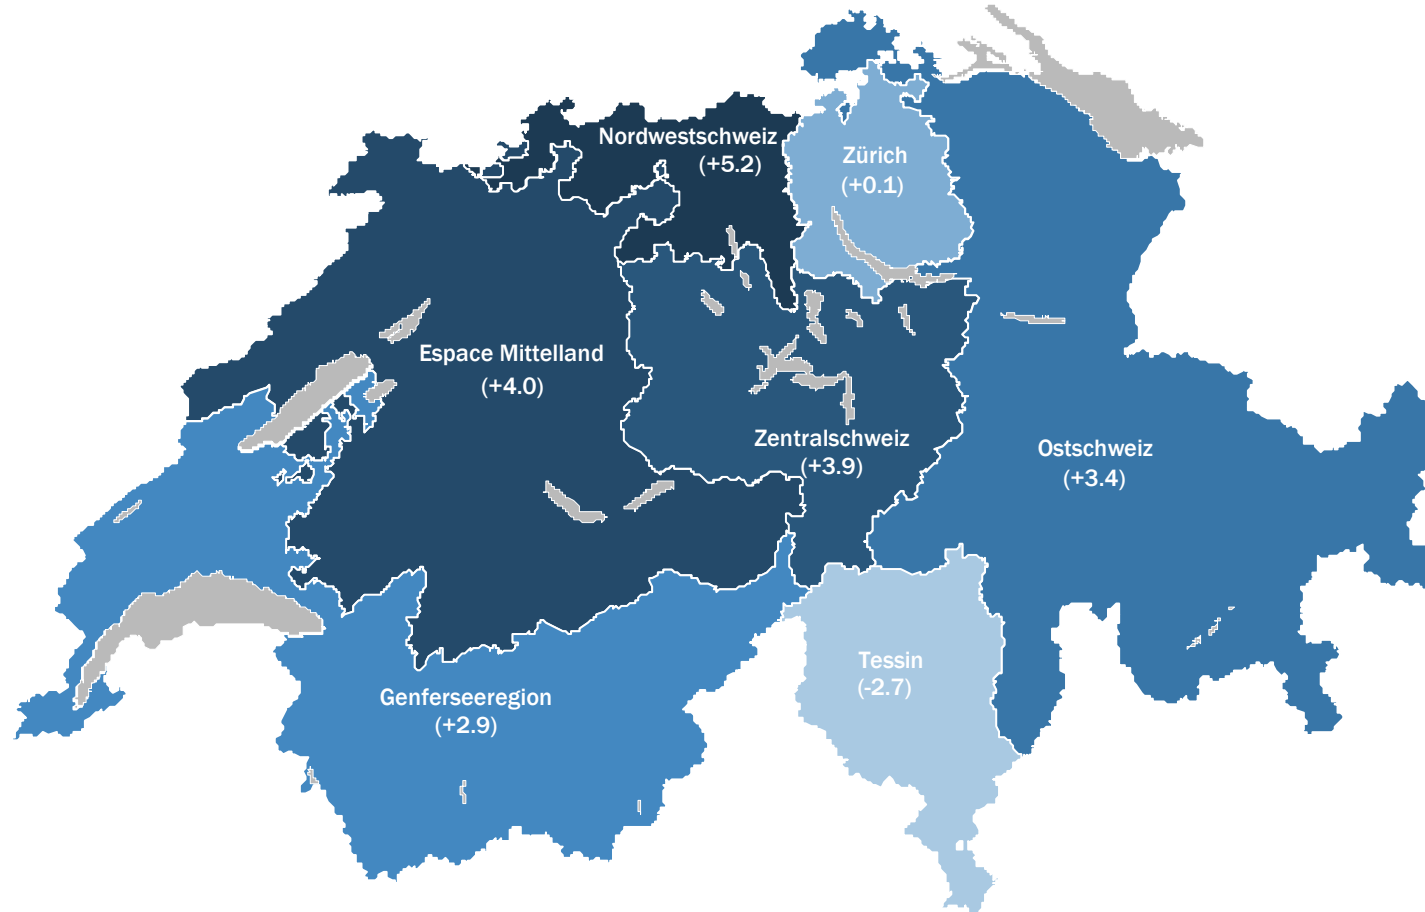 Nordwestschweiz
(+5.2)
Zürich
(+0.1)
Espace Mittelland
(+4.0)
Zentralschweiz
(+3.9)
Ostschweiz
(+3.4)
Tessin
(-2.7)
Genferseeregion
(+2.9)